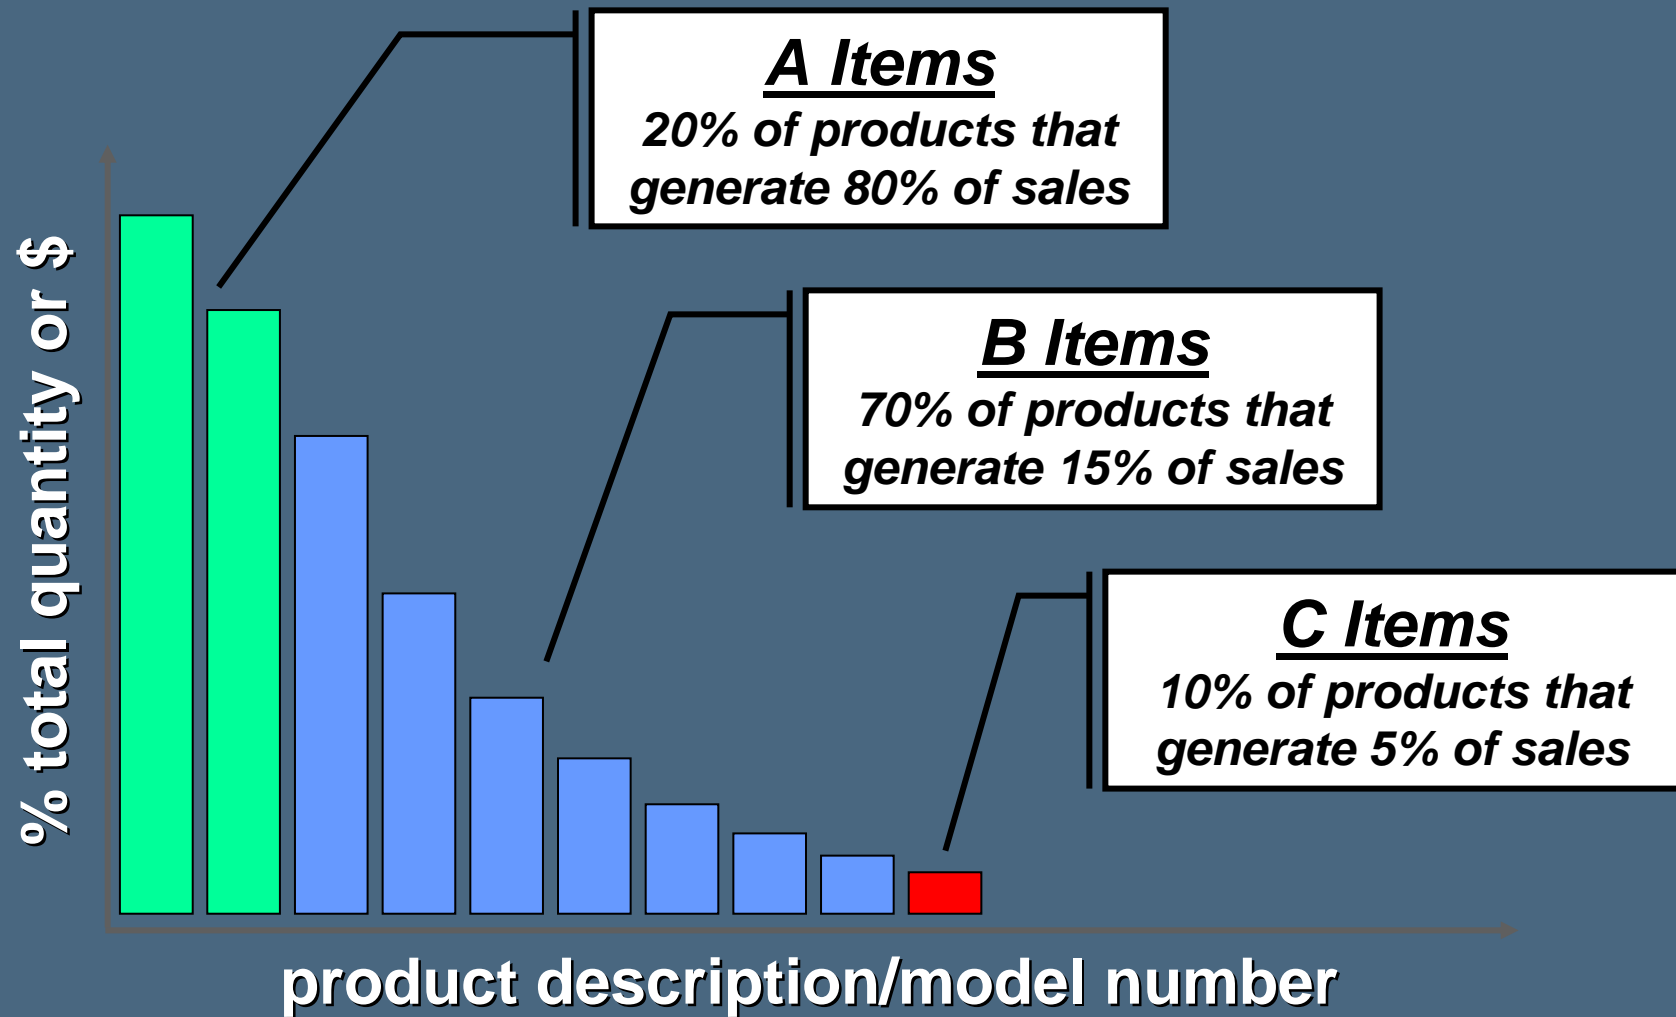 A Items
20% of products that
generate 80% of sales
% total quantity or $
B Items
70% of products that
generate 15% of sales
C Items
10% of products that
generate 5% of sales
product description/model number